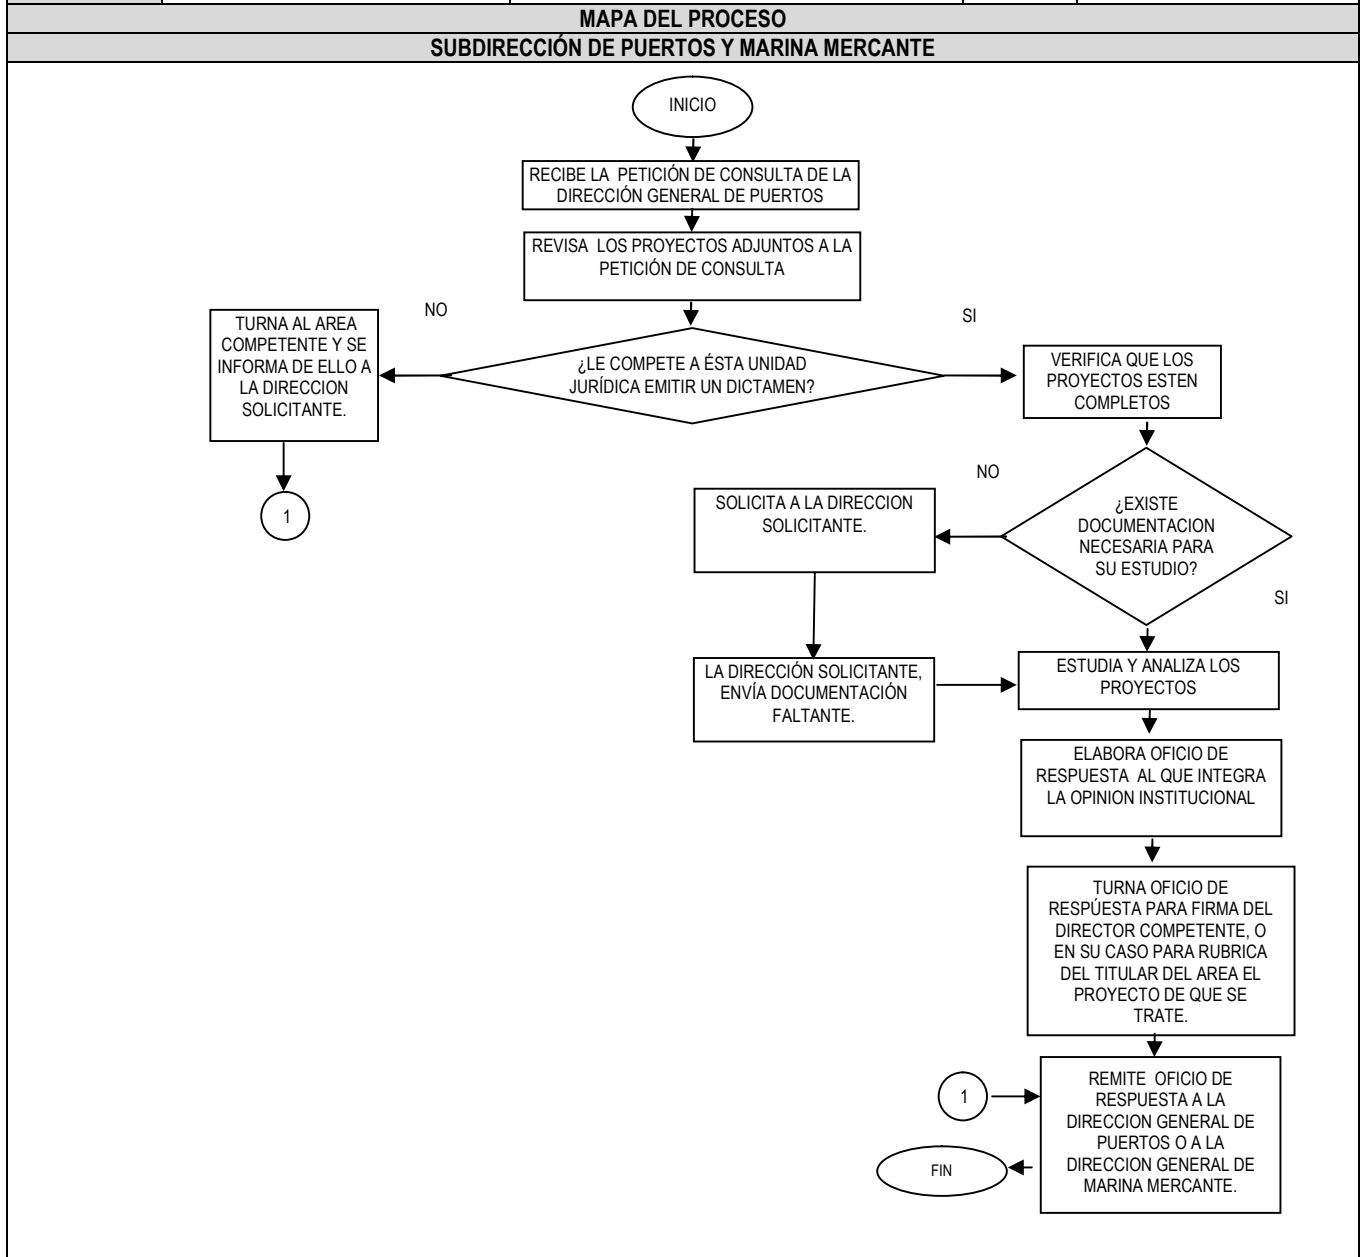 MAPA DEL PROCESO
SUBDIRECCIÓN DE PUERTOS Y MARINA MERCANTE
INICIO
RECIBE LA PETICIÓN DE CONSULTA DE LA
DIRECCIÓN GENERAL DE PUERTOS
REVISA LOS PROYECTOS ADJUNTOS A LA
PETICIÓN DE CONSULTA
NO
SI
TURNA AL AREA
COMPETENTE Y SE
INFORMA DE ELLO A
LA DIRECCION
SOLICITANTE.
¿LE COMPETE A ÉSTA UNIDAD
JURÍDICA EMITIR UN DICTAMEN?
VERIFICA QUE LOS
PROYECTOS ESTEN
COMPLETOS
1
NO
SOLICITA A LA DIRECCION
SOLICITANTE.
¿EXISTE
DOCUMENTACION
NECESARIA PARA
SU ESTUDIO?
SI
LA DIRECCIÓN SOLICITANTE,
ENVÍA DOCUMENTACIÓN
FALTANTE.
ESTUDIA Y ANALIZA LOS
PROYECTOS
ELABORA OFICIO DE
RESPUESTA AL QUE INTEGRA
LA OPINION INSTITUCIONAL
TURNA OFICIO DE
RESPÚESTA PARA FIRMA DEL
DIRECTOR COMPETENTE, O
EN SU CASO PARA RUBRICA
DEL TITULAR DEL AREA EL
PROYECTO DE QUE SE
TRATE.
1
REMITE OFICIO DE
RESPUESTA A LA
DIRECCION GENERAL DE
PUERTOS O A LA
DIRECCION GENERAL DE
MARINA MERCANTE.
FIN